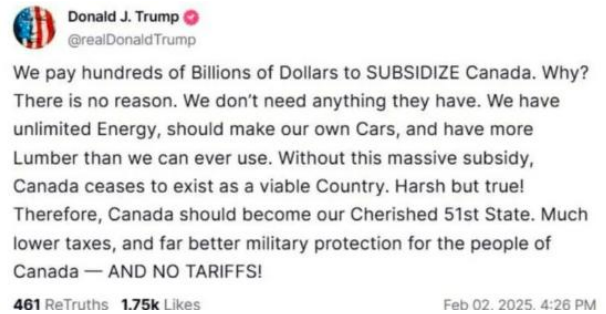 Donald J. Trump
@realDonaldTrump
We pay hundreds of Billions of Dollars to SUBSIDIZE Canada. Why?
There is no reason. We don’t need anything they have. We have
unlimited Energy, should make our own Cars, and have more
Lumber than we can ever use. Without this massive subsidy,
Canada ceases to exist as a viable Country. Harsh but true!
Therefore, Canada should become our Cherished 51st State. Much
lower taxes, and far better military protection for the people of
Canada — AND NO TARIFFS!
461 ReTruths 1.75k Likes Feb 02, 2025, 4:26 PM